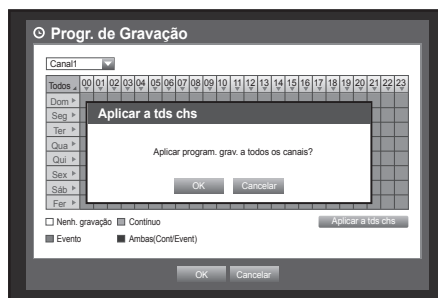 Progr. de Gravação
Canal1
Todos 00 01 02 03 04 05 06 07 08 09 10 11 12 13 14 15 16 17 18 19 20 21 22 23
Dom
Seg
Ter
Qua
Qui
Sex
Sáb
Fer
Aplicar a tds chs
Aplicar program. grav. a todos os canais?
OK Cancelar
Nenh. gravação Contínuo Aplicar a tds chs
Evento Ambas(Cont/Event)
OK Cancelar